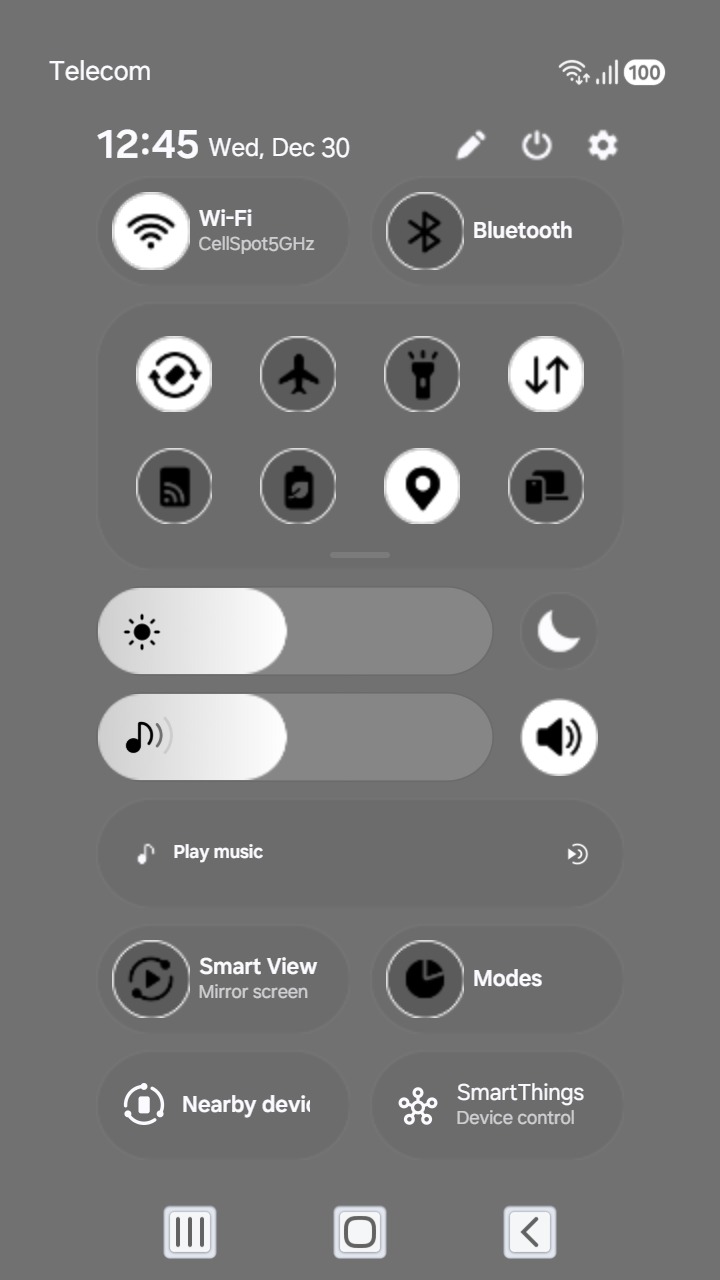 Telecom
100
12:45 Wed, Dec 30
Wi-Fi
CellSpot5GHz
Bluetooth
Play music
Smart View
Mirror screen
Modes
Nearby devi
SmartThings
Device control